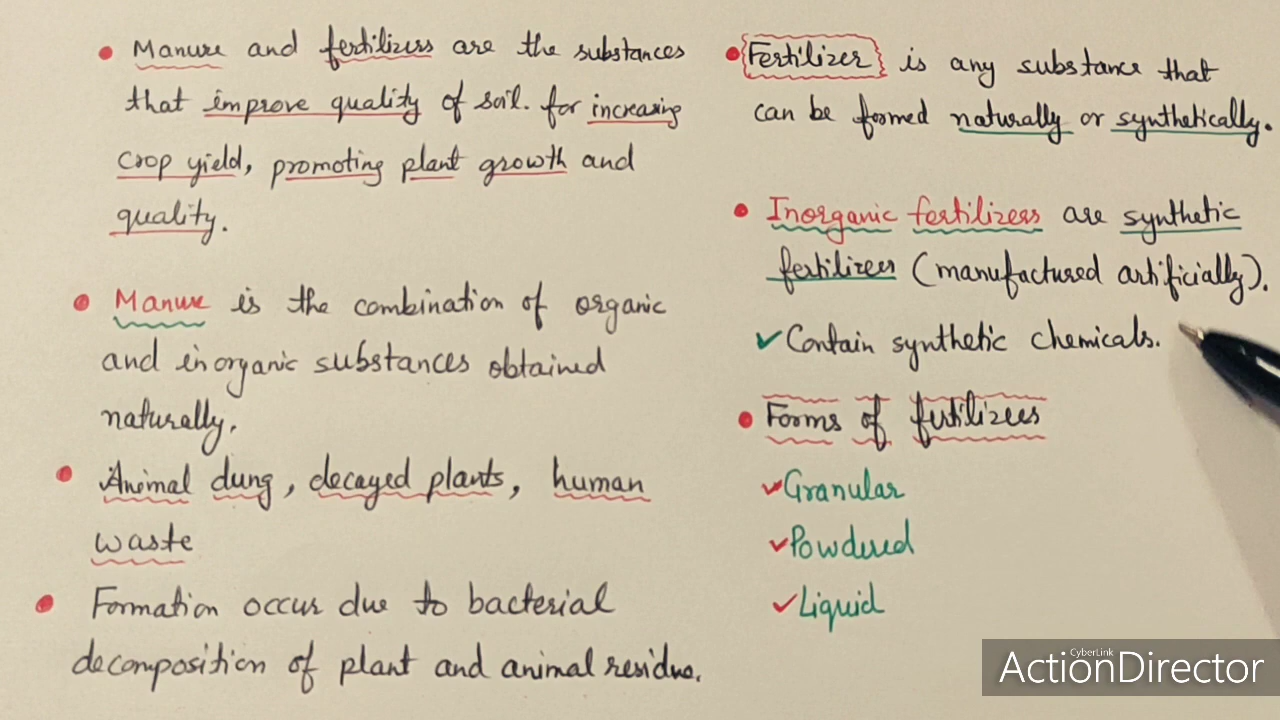 Manure and fertilizers are the substances
that improve quality of soil. for increasing
crop yield, promoting plant growth and
quality.
Manure is the combination of organic
and inorganic substances obtained
naturally.
Animal dung, decayed plants, human
waste
Formation occur due to bacterial
decomposition of plant and animal residue.
Fertilizer is any substance that
can be formed naturally or synthetically.
Inorganic fertilizers are synthetic
fertilizers (manufactured artificially).
✓ Contain synthetic chemicals.
Forms of fertilizers
✓ Granular
✓ Powdered
✓ Liquid
CyberLink
ActionDirector